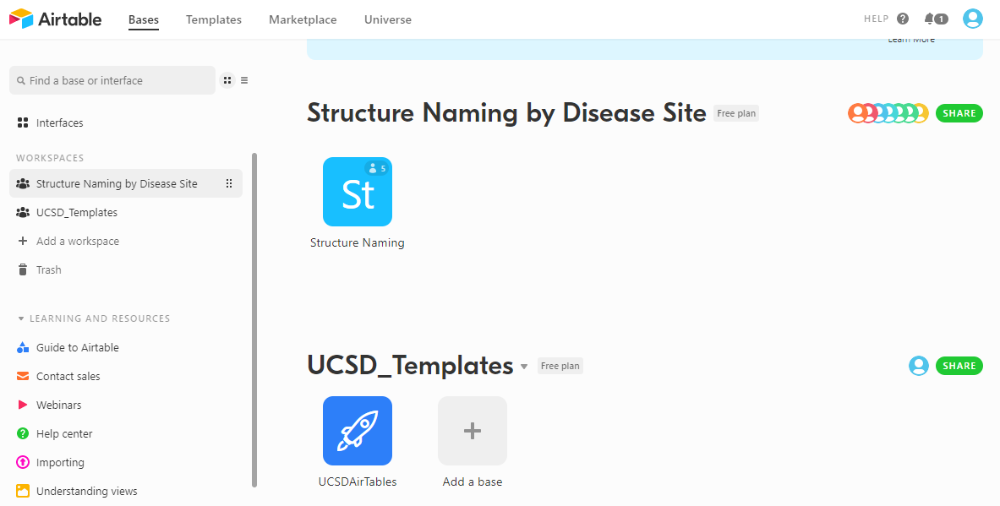 Airtable
Bases Templates Marketplace Universe
HELP ? 1
Learn More
Find a base or interface
Interfaces
WORKSPACES
Structure Naming by Disease Site
UCSD_Templates
Add a workspace
Trash
LEARNING AND RESOURCES
Guide to Airtable
Contact sales
Webinars
Help center
Importing
Understanding views
Structure Naming by Disease Site Free plan
SHARE
5
St
Structure Naming
UCSD_Templates Free plan
SHARE
UCSDAirTables
Add a base